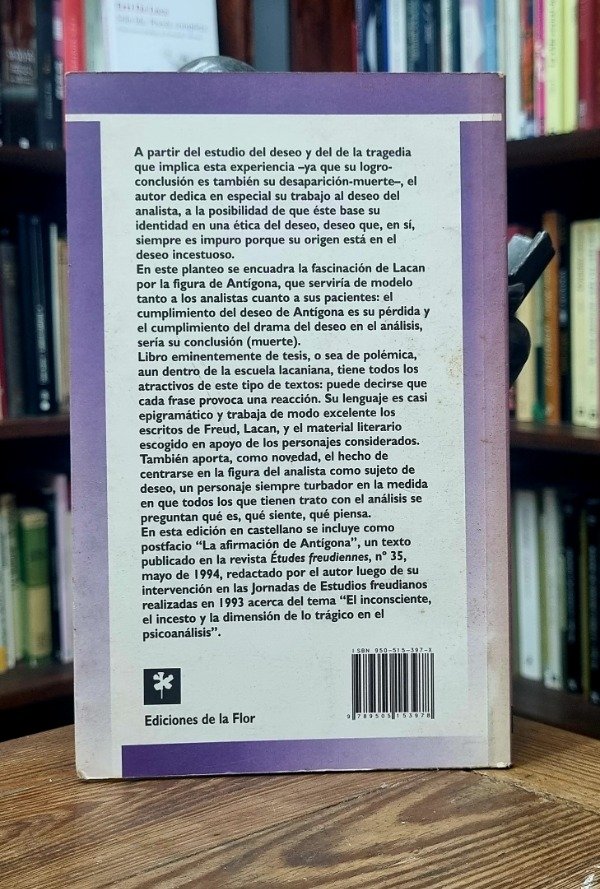 A partir del estudio del deseo y del de la tragedia
que implica esta experiencia –ya que su logro-
conclusión es también su desaparición-muerte–, el
autor dedica en especial su trabajo al deseo del
analista, a la posibilidad de que éste base su
identidad en una ética del deseo, deseo que, en sí,
siempre es impuro porque su origen está en el
deseo incestuoso.
En este planteo se encuadra la fascinación de Lacan
por la figura de Antígona, que serviría de modelo
tanto a los analistas cuanto a sus pacientes: el
cumplimiento del deseo de Antígona es su pérdida y
el cumplimiento del drama del deseo en el análisis,
sería su conclusión (muerte).
Libro eminentemente de tesis, o sea de polémica,
aun dentro de la escuela lacaniana, tiene todos los
atractivos de este tipo de textos: puede decirse que
cada frase provoca una reacción. Su lenguaje es casi
epigramático y trabaja de modo excelente los
escritos de Freud, Lacan, y el material literario
escogido en apoyo de los personajes considerados.
También aporta, como novedad, el hecho de
centrarse en la figura del analista como sujeto de
deseo, un personaje siempre turbador en la medida
en que todos los que tienen trato con el análisis se
preguntan qué es, qué siente, qué piensa.
En esta edición en castellano se incluye como
postfacio “La afirmación de Antígona”, un texto
publicado en la revista Études freudiennes, nº 35,
mayo de 1994, redactado por el autor luego de su
intervención en las Jornadas de Estudios freudianos
realizadas en 1993 acerca del tema “El inconsciente,
el incesto y la dimensión de lo trágico en el
psicoanálisis”.
ISBN 950-515-397-X
9 789505 153978
Ediciones de la Flor